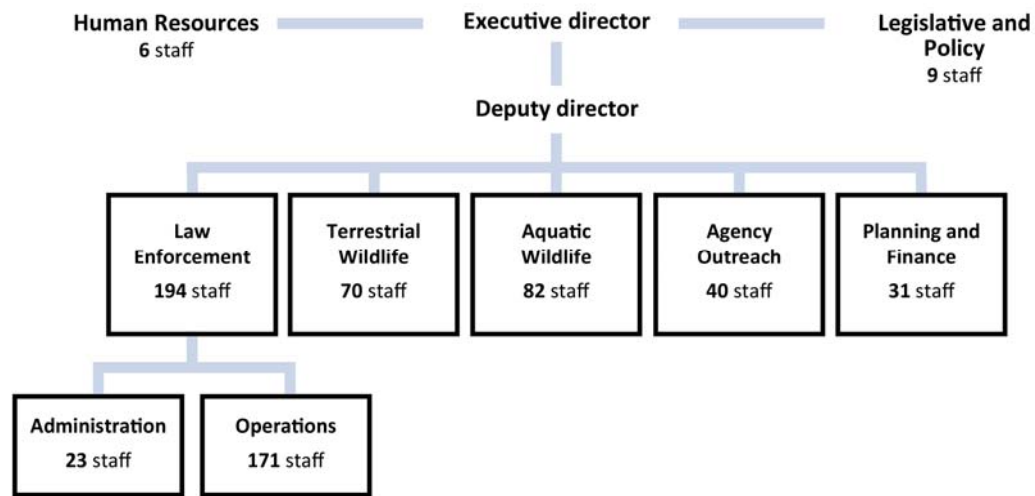 Human Resources
6 staff
Executive director
Legislative and
Policy
9 staff
Deputy director
Law
Enforcement
194 staff
Terrestrial
Wildlife
70 staff
Aquatic
Wildlife
82 staff
Agency
Outreach
40 staff
Planning and
Finance
31 staff
Administration
23 staff
Operations
171 staff